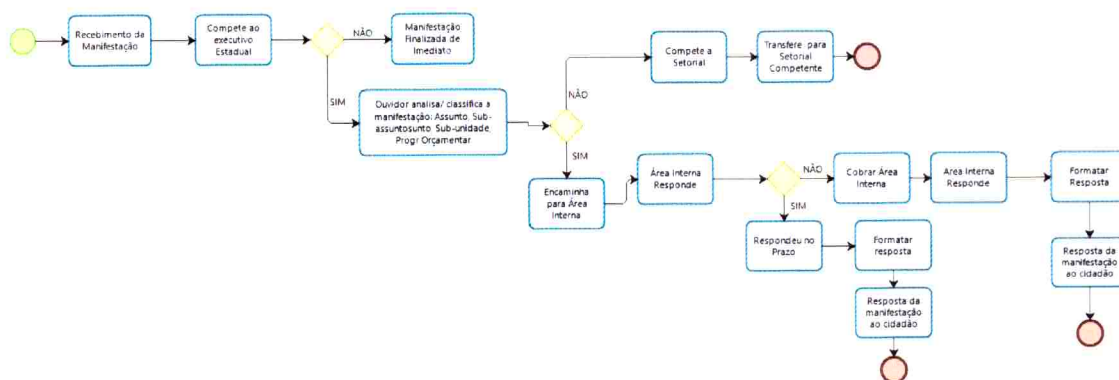 Recebimento da
Manifestação
Compete ao
executivo
Estadual
NÃO
Manifestação
Finalizada de
Imediato
SIM
Ouvidor analisa/ classifica a
manifestação: Assunto, Sub-
assuntosunto, Sub-unidade,
Progr Orçamentar
NÃO
Compete a
Setorial
Transfere para
Setorial
Competente
SIM
Encaminha
para Área
Interna
Área Interna
Responde
NÃO
Cobrar Área
Interna
Area Interna
Responde
Formatar
Resposta
Resposta da
manifestação
ao cidadão
SIM
Respondeu no
Prazo
Formatar
resposta
Resposta da
manifestação
ao cidadão